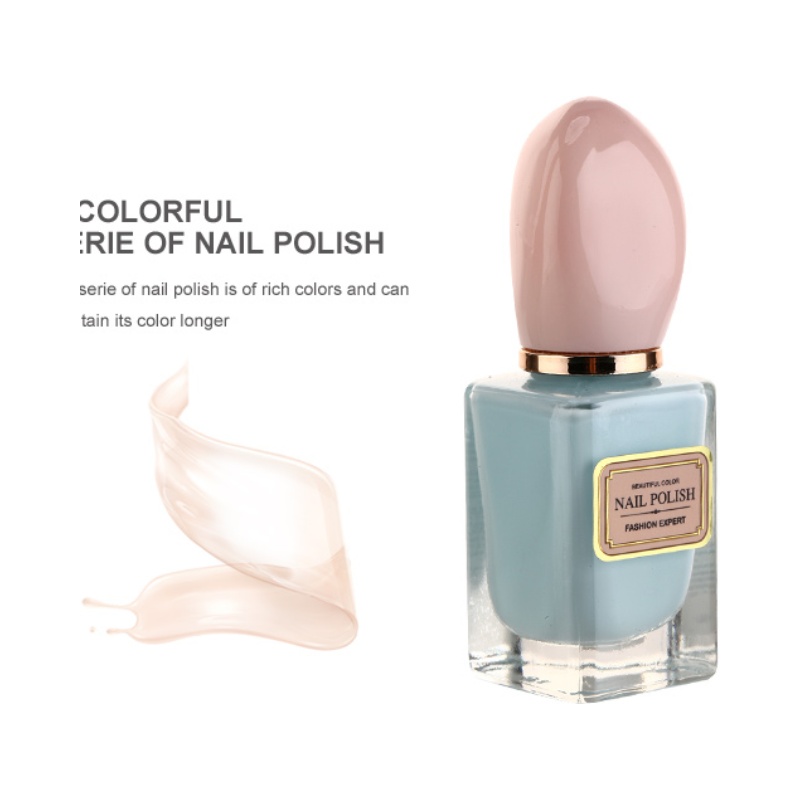 COLORFUL
ERIE OF NAIL POLISH
serie of nail polish is of rich colors and can
tain its color longer
BEAUTIFUL COLOR
NAIL POLISH
FASHION EXPERT